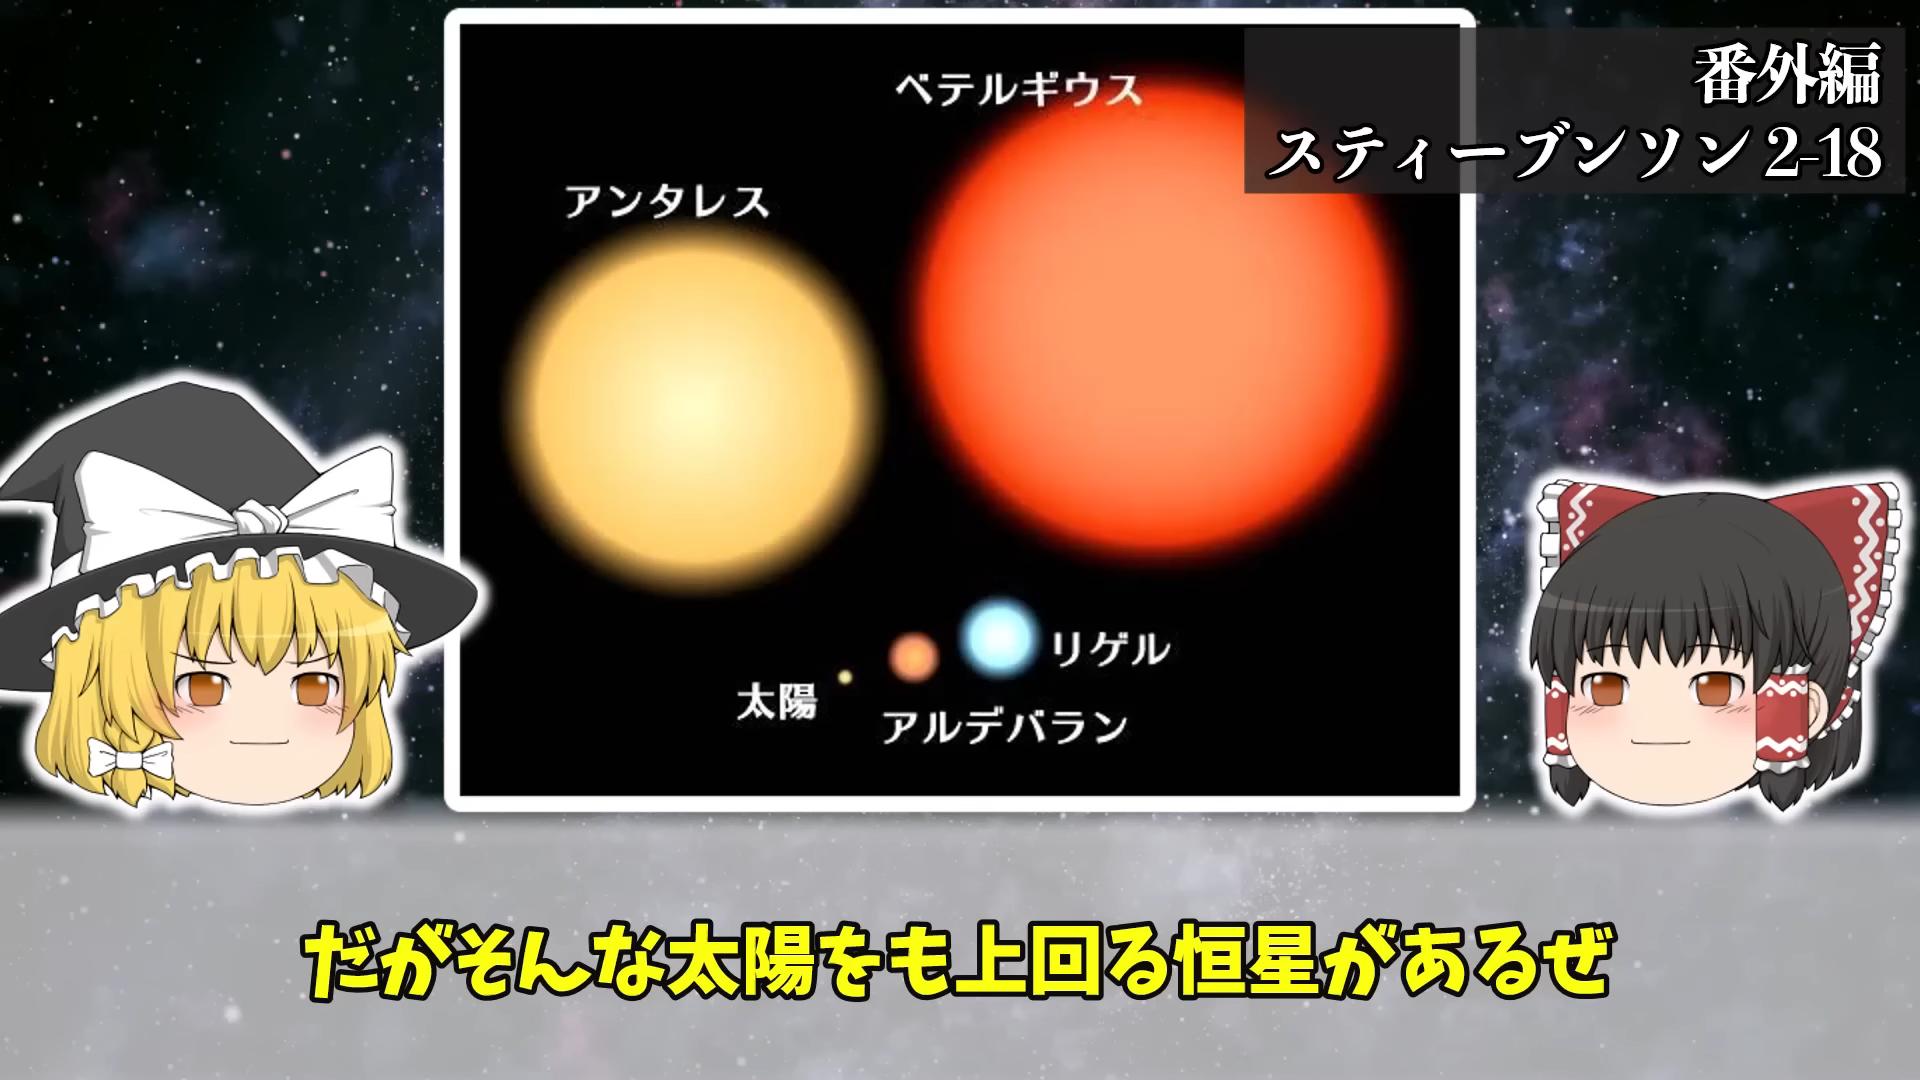 番外編
スティーブンソン2-18
ベテルギウス
アンタレス
リゲル
太陽
アルデバラン
だがそんな太陽をも上回る恒星があるぜ